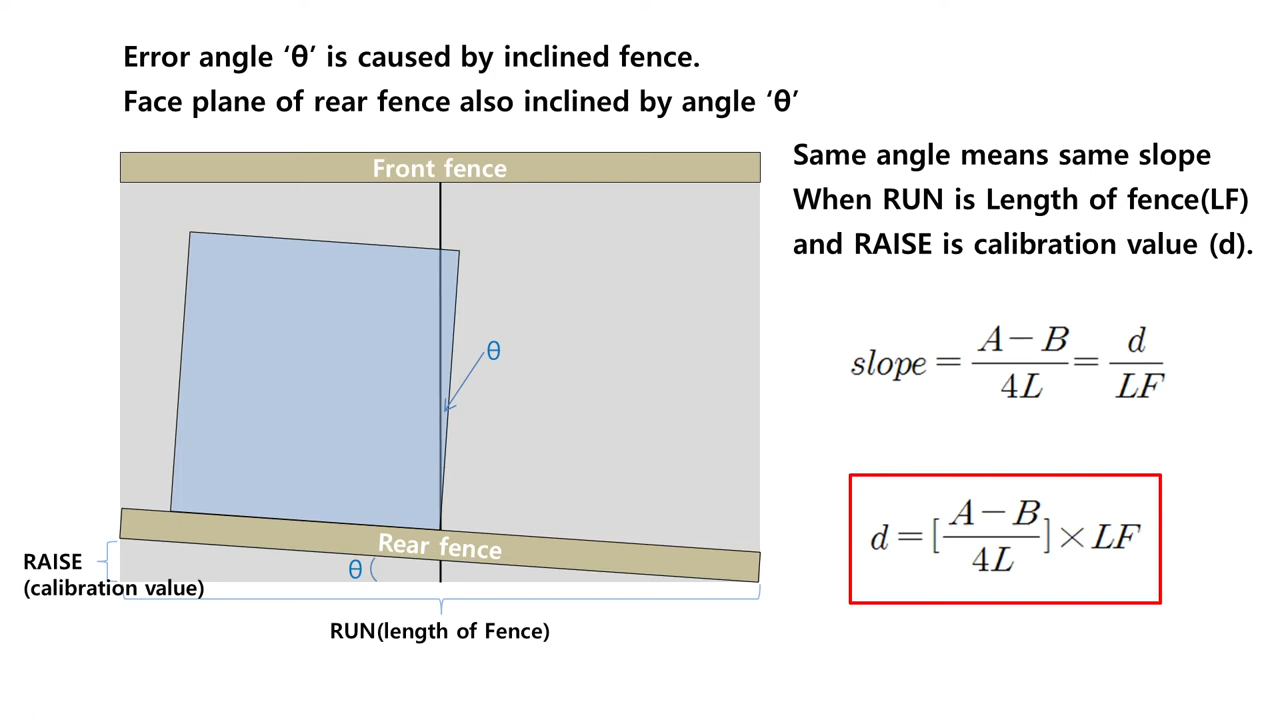 Error angle ‘θ’ is caused by inclined fence.
Face plane of rear fence also inclined by angle ‘θ’
Front fence
θ
Rear fence
θ
RAISE
(calibration value)
RUN(length of Fence)
Same angle means same slope
When RUN is Length of fence(LF)
and RAISE is calibration value (d).
slope = (A − B)/4L = d/LF
d = [(A − B)/4L] × LF